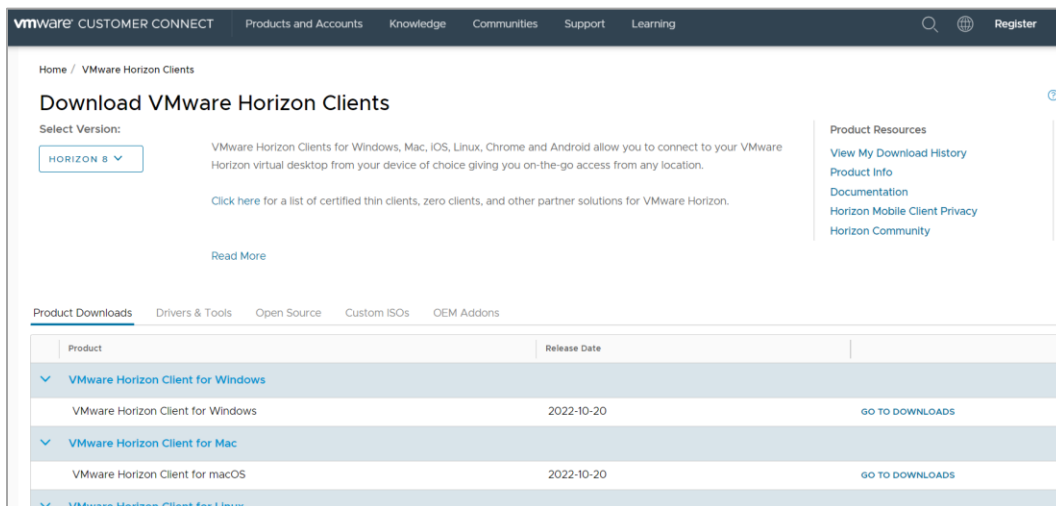 vmware® CUSTOMER CONNECT Products and Accounts Knowledge Communities Support Learning Register
Home / VMware Horizon Clients
Download VMware Horizon Clients
Select Version:
HORIZON 8
VMware Horizon Clients for Windows, Mac, iOS, Linux, Chrome and Android allow you to connect to your VMware
Horizon virtual desktop from your device of choice giving you on-the-go access from any location.
Click here for a list of certified thin clients, zero clients, and other partner solutions for VMware Horizon.
Read More
Product Resources
View My Download History
Product Info
Documentation
Horizon Mobile Client Privacy
Horizon Community
Product Downloads Drivers & Tools Open Source Custom ISOs OEM Addons
Product Release Date
VMware Horizon Client for Windows
VMware Horizon Client for Windows 2022-10-20 GO TO DOWNLOADS
VMware Horizon Client for Mac
VMware Horizon Client for macOS 2022-10-20 GO TO DOWNLOADS
VMware Horizon Client for Linux